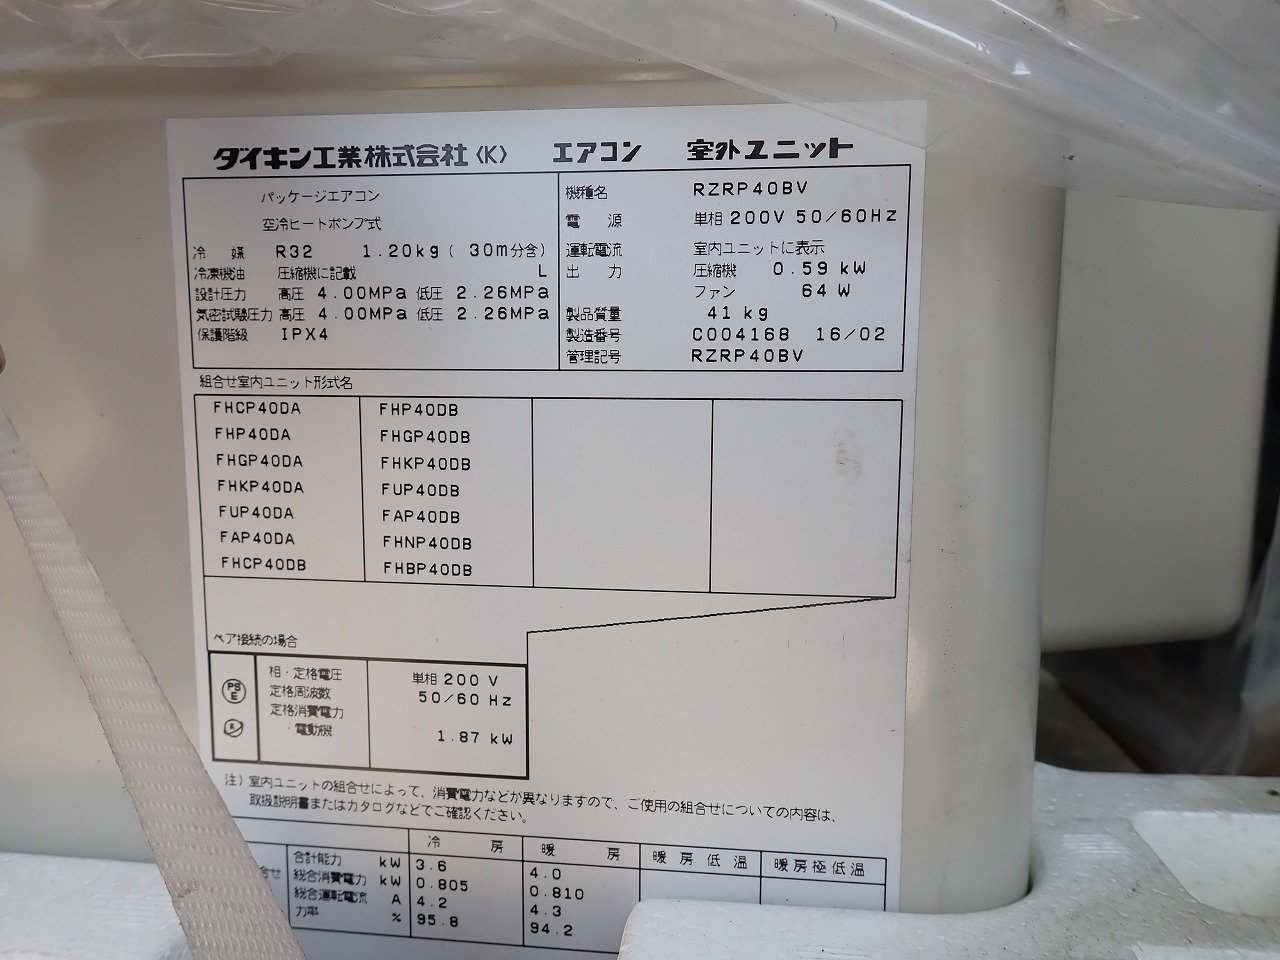 ダイキン工業株式会社〈K〉 エアコン 室外ユニット
パッケージエアコン
空冷ヒートポンプ式
冷媒 R32 1.20kg( 30m分含)
冷凍機油 圧縮機に記載 L
設計圧力 高圧 4.00MPa 低圧 2.26MPa
気密試験圧力 高圧 4.00MPa 低圧 2.26MPa
保護階級 IPX4
機種名 RZRP40BV
電源 単相 200V 50/60Hz
運転電流 室内ユニットに表示
出力 圧縮機 0.59 kW
ファン 64 W
製品質量 41 kg
製造番号 C004168 16/02
管理記号 RZRP40BV
組合せ室内ユニット形式名
FHCP40DA FHP40DB
FHP40DA FHGP40DB
FHGP40DA FHKP40DB
FHKP40DA FUP40DB
FUP40DA FAP40DB
FAP40DA FHNP40DB
FHCP40DB FHBP40DB
ペア接続の場合
PSE
相・定格電圧 単相 200 V
定格周波数 50/60 Hz
定格消費電力
・電動機 1.87 kW
注）室内ユニットの組合せによって、消費電力などが異なりますので、ご使用の組合せについての内容は、
取扱説明書またはカタログなどでご確認ください。
冷房 暖房 暖房低温 暖房極低温
合計能力 kW 3.6 4.0
合せ 総合消費電力 kW 0.805 0.810
総合運転電流 A 4.2 4.3
力率 % 95.8 94.2